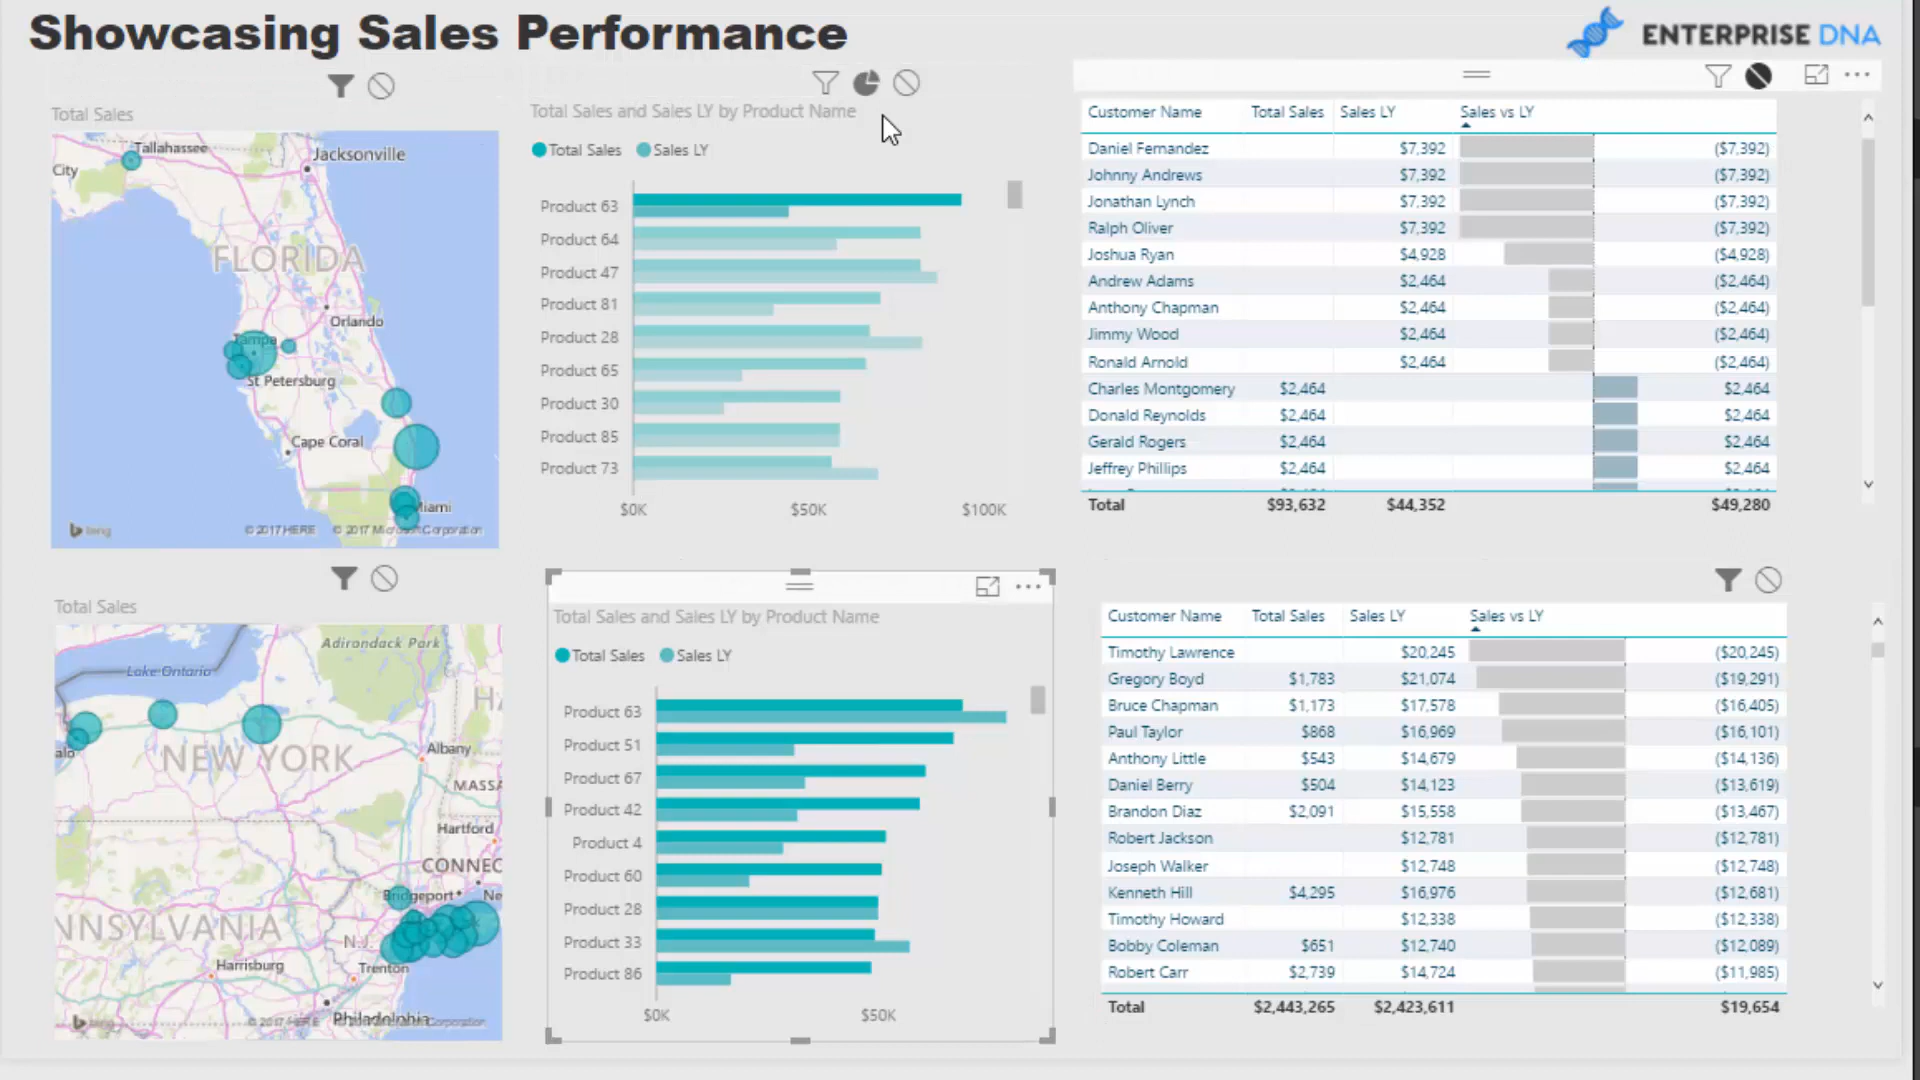 Showcasing Sales Performance
ENTERPRISE DNA
Total Sales
Tallahassee
Jacksonville
City
FLORIDA
Orlando
Tampa
St Petersburg
Cape Coral
Miami
bing
© 2017 HERE © 2017 Microsoft Corporation
Total Sales and Sales LY by Product Name
Total Sales Sales LY
Product 63
Product 64
Product 47
Product 81
Product 28
Product 65
Product 30
Product 85
Product 73
$0K $50K $100K
Customer Name Total Sales Sales LY Sales vs LY
Daniel Fernandez $7,392 ($7,392)
Johnny Andrews $7,392 ($7,392)
Jonathan Lynch $7,392 ($7,392)
Ralph Oliver $7,392 ($7,392)
Joshua Ryan $4,928 ($4,928)
Andrew Adams $2,464 ($2,464)
Anthony Chapman $2,464 ($2,464)
Jimmy Wood $2,464 ($2,464)
Ronald Arnold $2,464 ($2,464)
Charles Montgomery $2,464 $2,464
Donald Reynolds $2,464 $2,464
Gerald Rogers $2,464 $2,464
Jeffrey Phillips $2,464 $2,464
Total $93,632 $44,352 $49,280
Total Sales
Adirondack Park
Lake Ontario
alo
NEW YORK
Albany
MASSA
Hartford
CONNEC
Bridgeport
Ne
NNSYLVANIA
N.J.
Harrisburg
Trenton
Philadelphia
bing
© 2017 HERE Corporation
Total Sales and Sales LY by Product Name
Total Sales Sales LY
Product 63
Product 51
Product 67
Product 42
Product 4
Product 60
Product 28
Product 33
Product 86
$0K $50K
Customer Name Total Sales Sales LY Sales vs LY
Timothy Lawrence $20,245 ($20,245)
Gregory Boyd $1,783 $21,074 ($19,291)
Bruce Chapman $1,173 $17,578 ($16,405)
Paul Taylor $868 $16,969 ($16,101)
Anthony Little $543 $14,679 ($14,136)
Daniel Berry $504 $14,123 ($13,619)
Brandon Diaz $2,091 $15,558 ($13,467)
Robert Jackson $12,781 ($12,781)
Joseph Walker $12,748 ($12,748)
Kenneth Hill $4,295 $16,976 ($12,681)
Timothy Howard $12,338 ($12,338)
Bobby Coleman $651 $12,740 ($12,089)
Robert Carr $2,739 $14,724 ($11,985)
Total $2,443,265 $2,423,611 $19,654